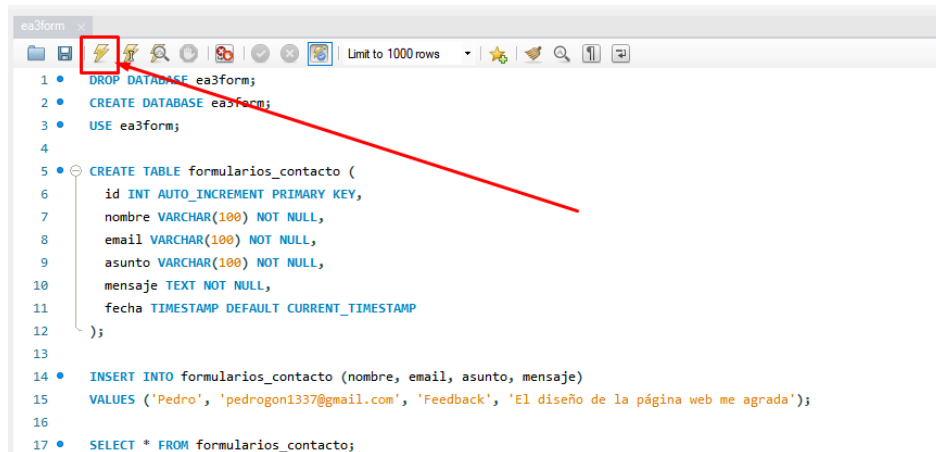 ea3form
Limit to 1000 rows
1 DROP DATABASE ea3form;
2 CREATE DATABASE ea3form;
3 USE ea3form;
4
5 CREATE TABLE formularios_contacto (
6 id INT AUTO_INCREMENT PRIMARY KEY,
7 nombre VARCHAR(100) NOT NULL,
8 email VARCHAR(100) NOT NULL,
9 asunto VARCHAR(100) NOT NULL,
10 mensaje TEXT NOT NULL,
11 fecha TIMESTAMP DEFAULT CURRENT_TIMESTAMP
12 );
13
14 INSERT INTO formularios_contacto (nombre, email, asunto, mensaje)
15 VALUES ('Pedro', 'pedrogon1337@gmail.com', 'Feedback', 'El diseño de la página web me agrada');
16
17 SELECT * FROM formularios_contacto;